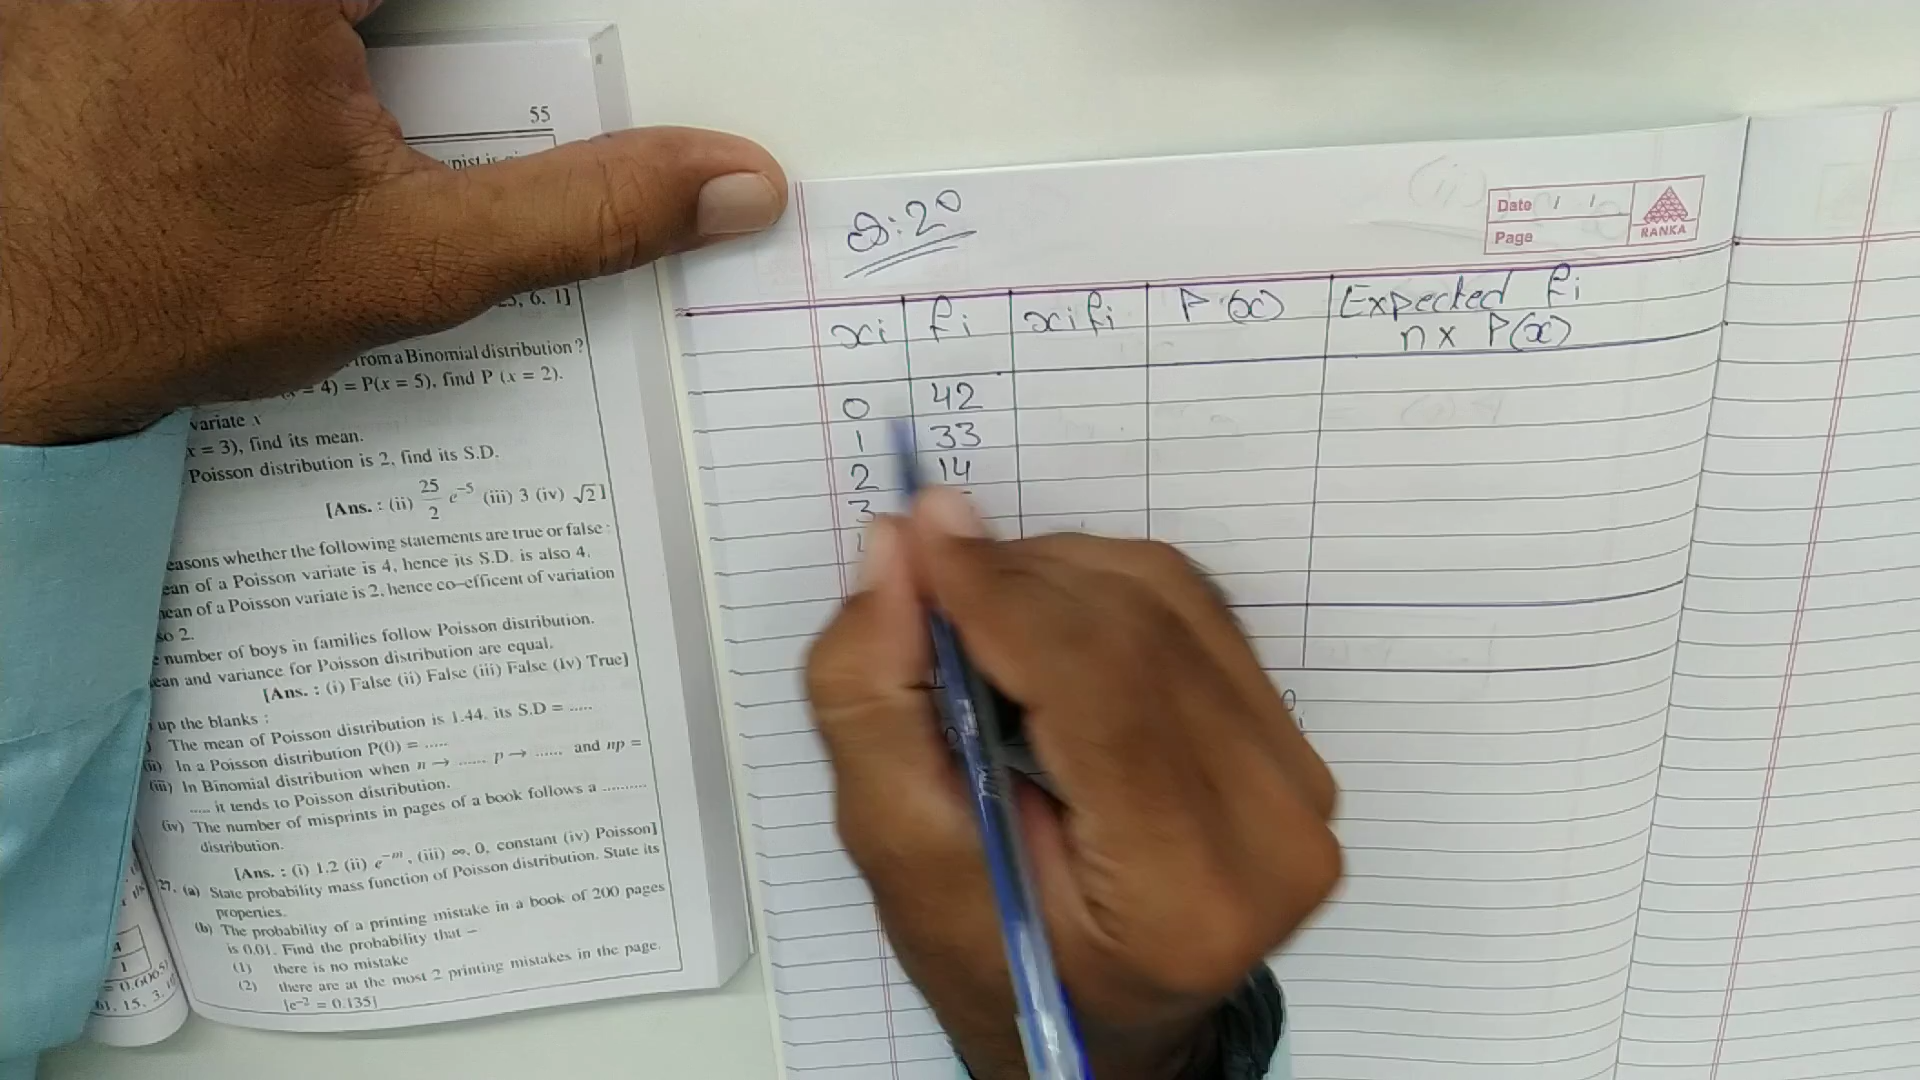 55
, 6, 1]
from a Binomial distribution ?
= 4) = P(x = 5), find P (x = 2).
variate x
x = 3), find its mean.
Poisson distribution is 2, find its S.D.
[Ans. : (ii) 25/2 e⁻⁵ (iii) 3 (iv) √2]
easons whether the following statements are true or false :
ean of a Poisson variate is 4, hence its S.D. is also 4.
mean of a Poisson variate is 2, hence co-efficent of variation
so 2.
number of boys in families follow Poisson distribution.
ean and variance for Poisson distribution are equal.
[Ans. : (i) False (ii) False (iii) False (Iv) True]
up the blanks :
The mean of Poisson distribution is 1.44, its S.D = .....
(ii) In a Poisson distribution P(0) = .....
(iii) In Binomial distribution when n → ...... p → ...... and np =
..... it tends to Poisson distribution.
(iv) The number of misprints in pages of a book follows a ..........
distribution.
[Ans. : (i) 1.2 (ii) e⁻ᵐ, (iii) ∞, 0, constant (iv) Poisson]
27. (a) State probability mass function of Poisson distribution. State its
properties.
(b) The probability of a printing mistake in a book of 200 pages
is 0.01. Find the probability that –
(1) there is no mistake
(2) there are at the most 2 printing mistakes in the page.
[e⁻² = 0.135]
Q:20
Date / /
Page
RANKA
xi fi xifi P(x) Expected fi
n x P(x)
0 42
1 33
2 14
3